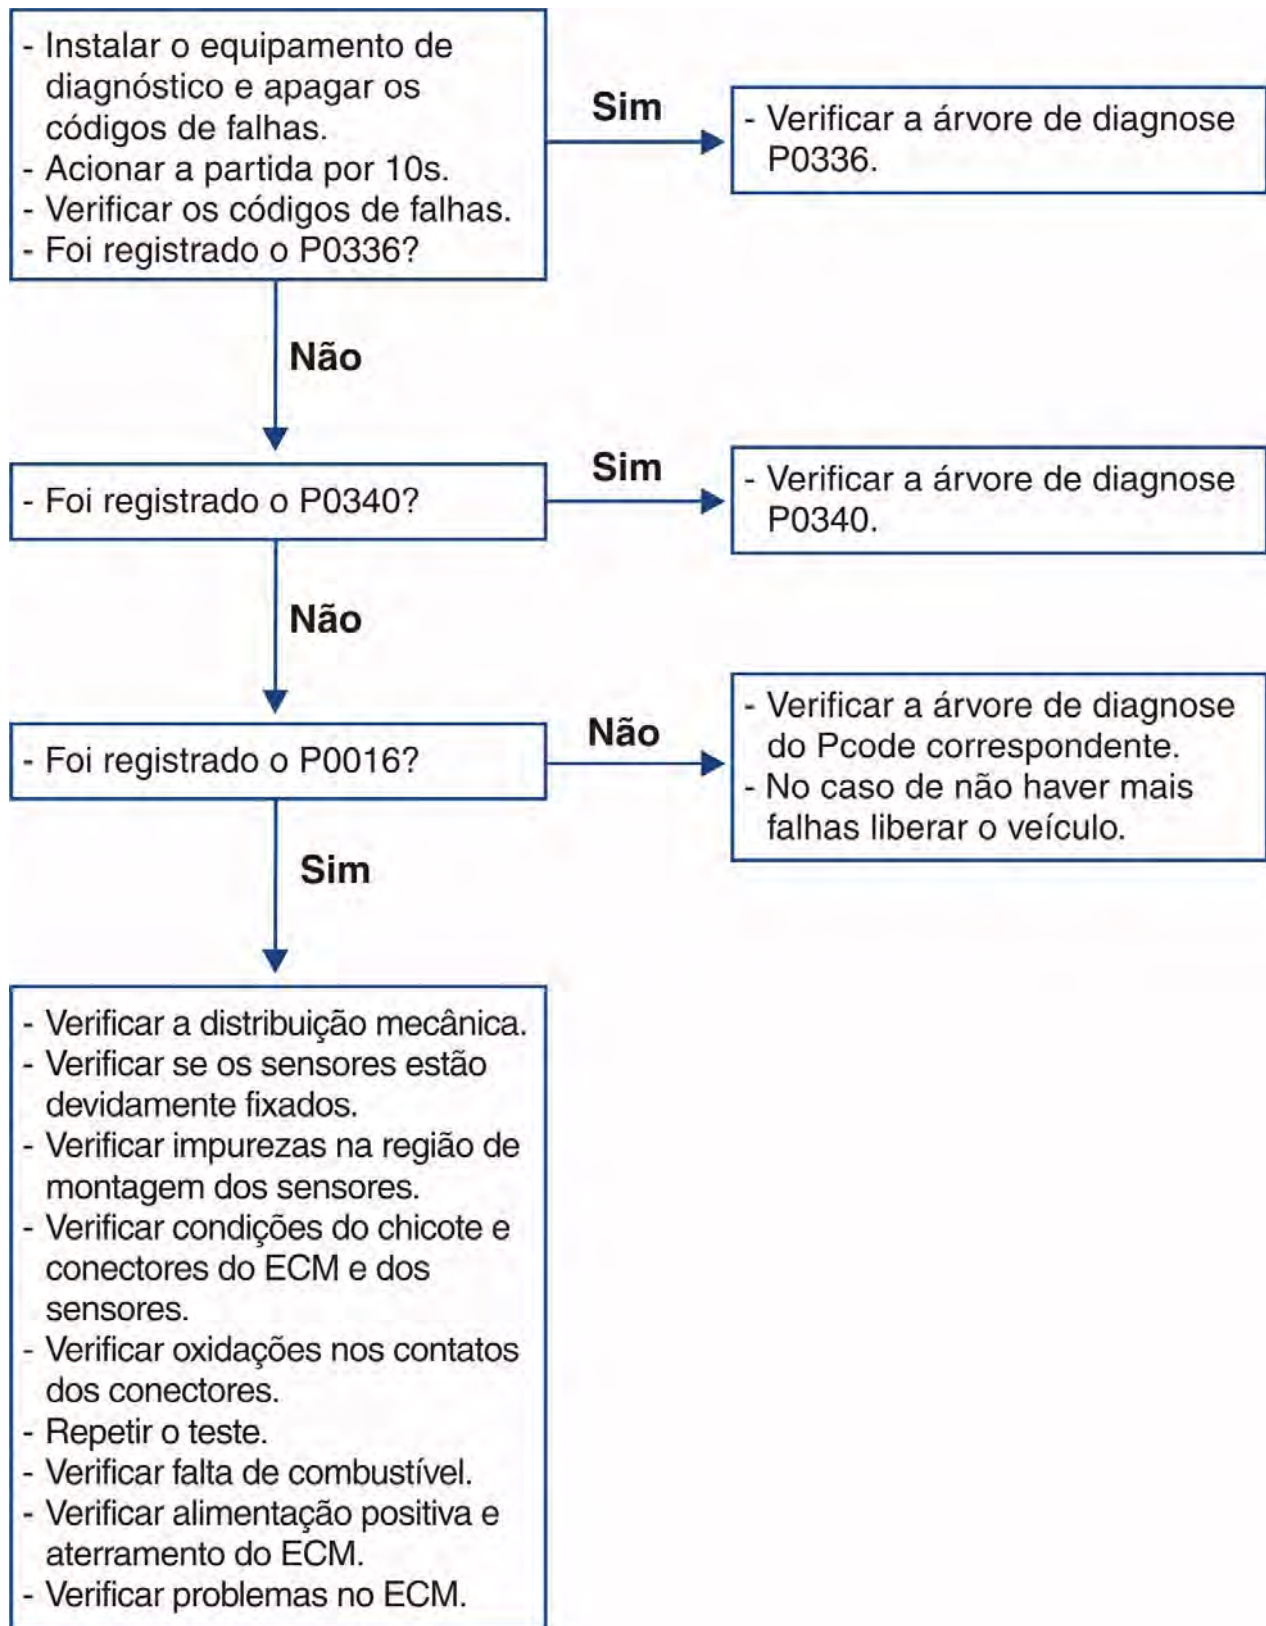 - Instalar o equipamento de
diagnóstico e apagar os
códigos de falhas.
- Acionar a partida por 10s.
- Verificar os códigos de falhas.
- Foi registrado o P0336?
Sim
- Verificar a árvore de diagnose
P0336.
Não
- Foi registrado o P0340?
Sim
- Verificar a árvore de diagnose
P0340.
Não
- Foi registrado o P0016?
Não
- Verificar a árvore de diagnose
do Pcode correspondente.
- No caso de não haver mais
falhas liberar o veículo.
Sim
- Verificar a distribuição mecânica.
- Verificar se os sensores estão
devidamente fixados.
- Verificar impurezas na região de
montagem dos sensores.
- Verificar condições do chicote e
conectores do ECM e dos
sensores.
- Verificar oxidações nos contatos
dos conectores.
- Repetir o teste.
- Verificar falta de combustível.
- Verificar alimentação positiva e
aterramento do ECM.
- Verificar problemas no ECM.